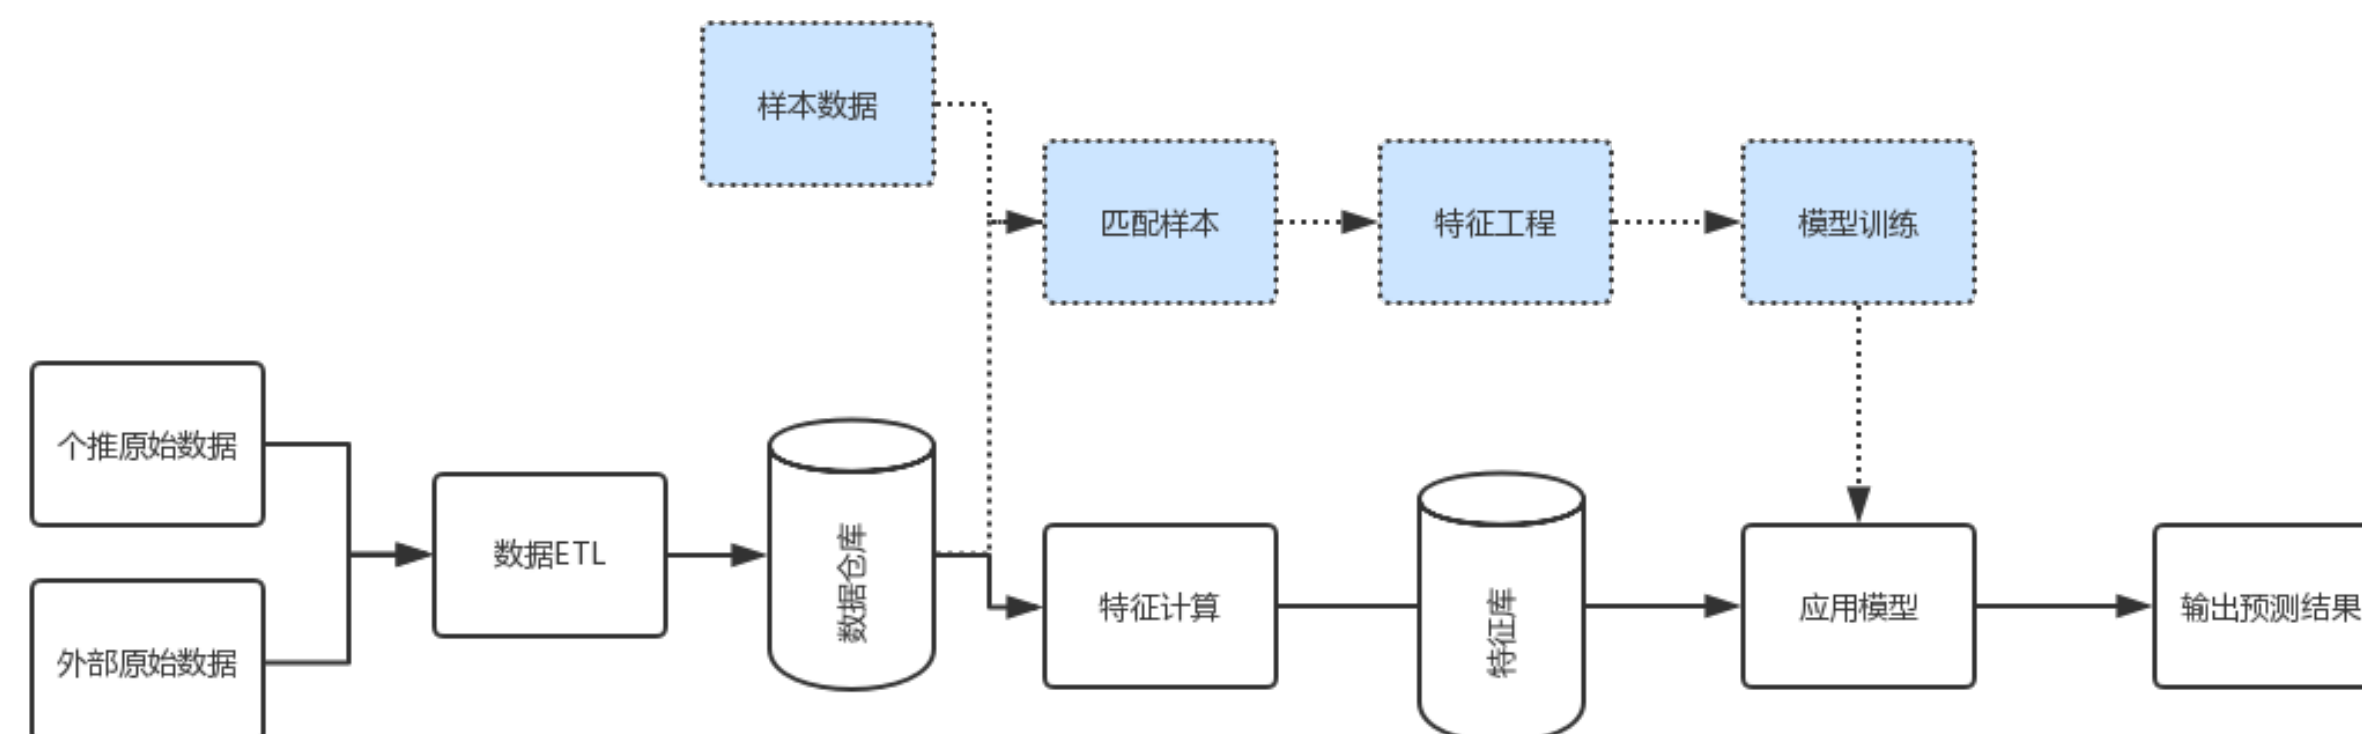 样本数据
匹配样本
特征工程
模型训练
个推原始数据
数据ETL
数据仓库
外部原始数据
特征计算
特征库
应用模型
输出预测结果